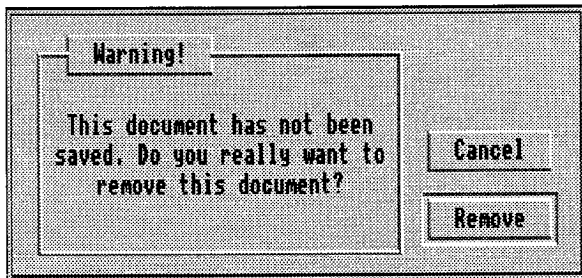 Warning!
This document has not been
saved. Do you really want to
remove this document?
Cancel
Remove